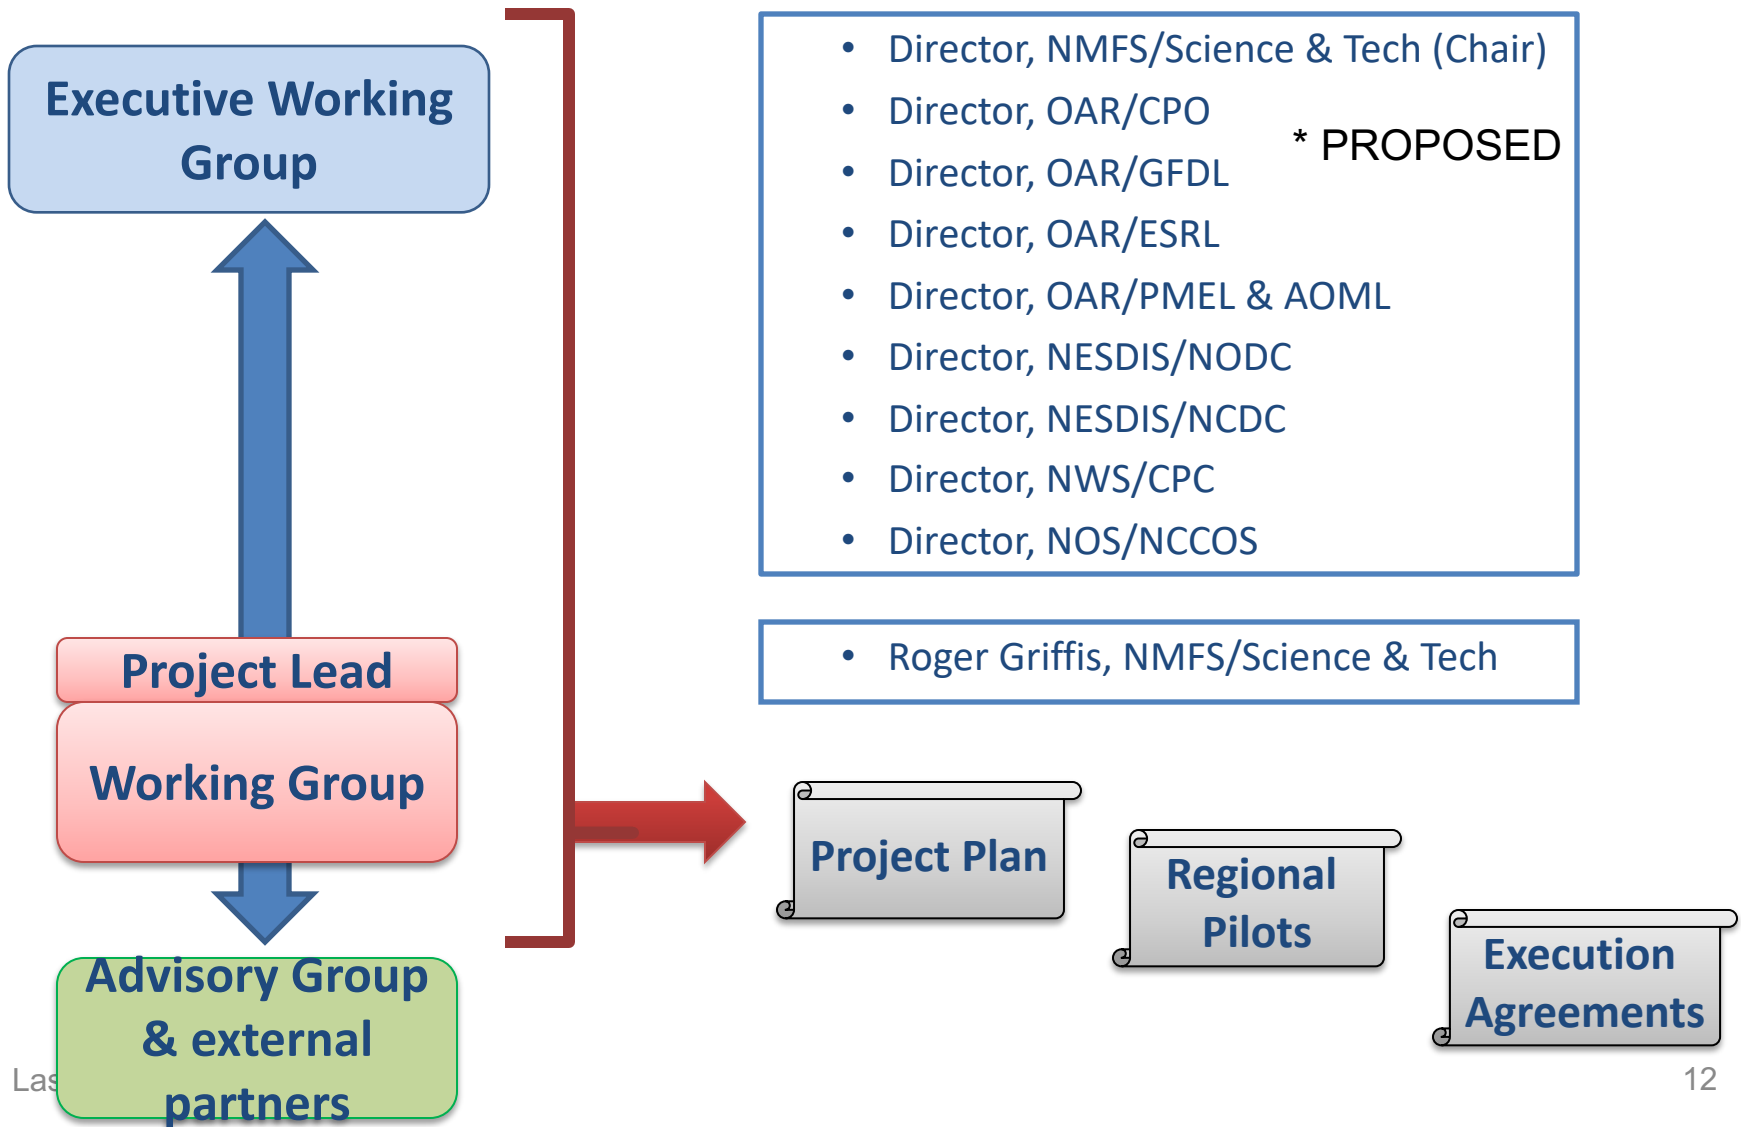 Executive Working
Group
• Director, NMFS/Science & Tech (Chair)
• Director, OAR/CPO
* PROPOSED
• Director, OAR/GFDL
• Director, OAR/ESRL
• Director, OAR/PMEL & AOML
• Director, NESDIS/NODC
• Director, NESDIS/NCDC
• Director, NWS/CPC
• Director, NOS/NCCOS
Project Lead
• Roger Griffis, NMFS/Science & Tech
Working Group
Project Plan
Regional
Pilots
Execution
Agreements
Advisory Group
& external
partners
12